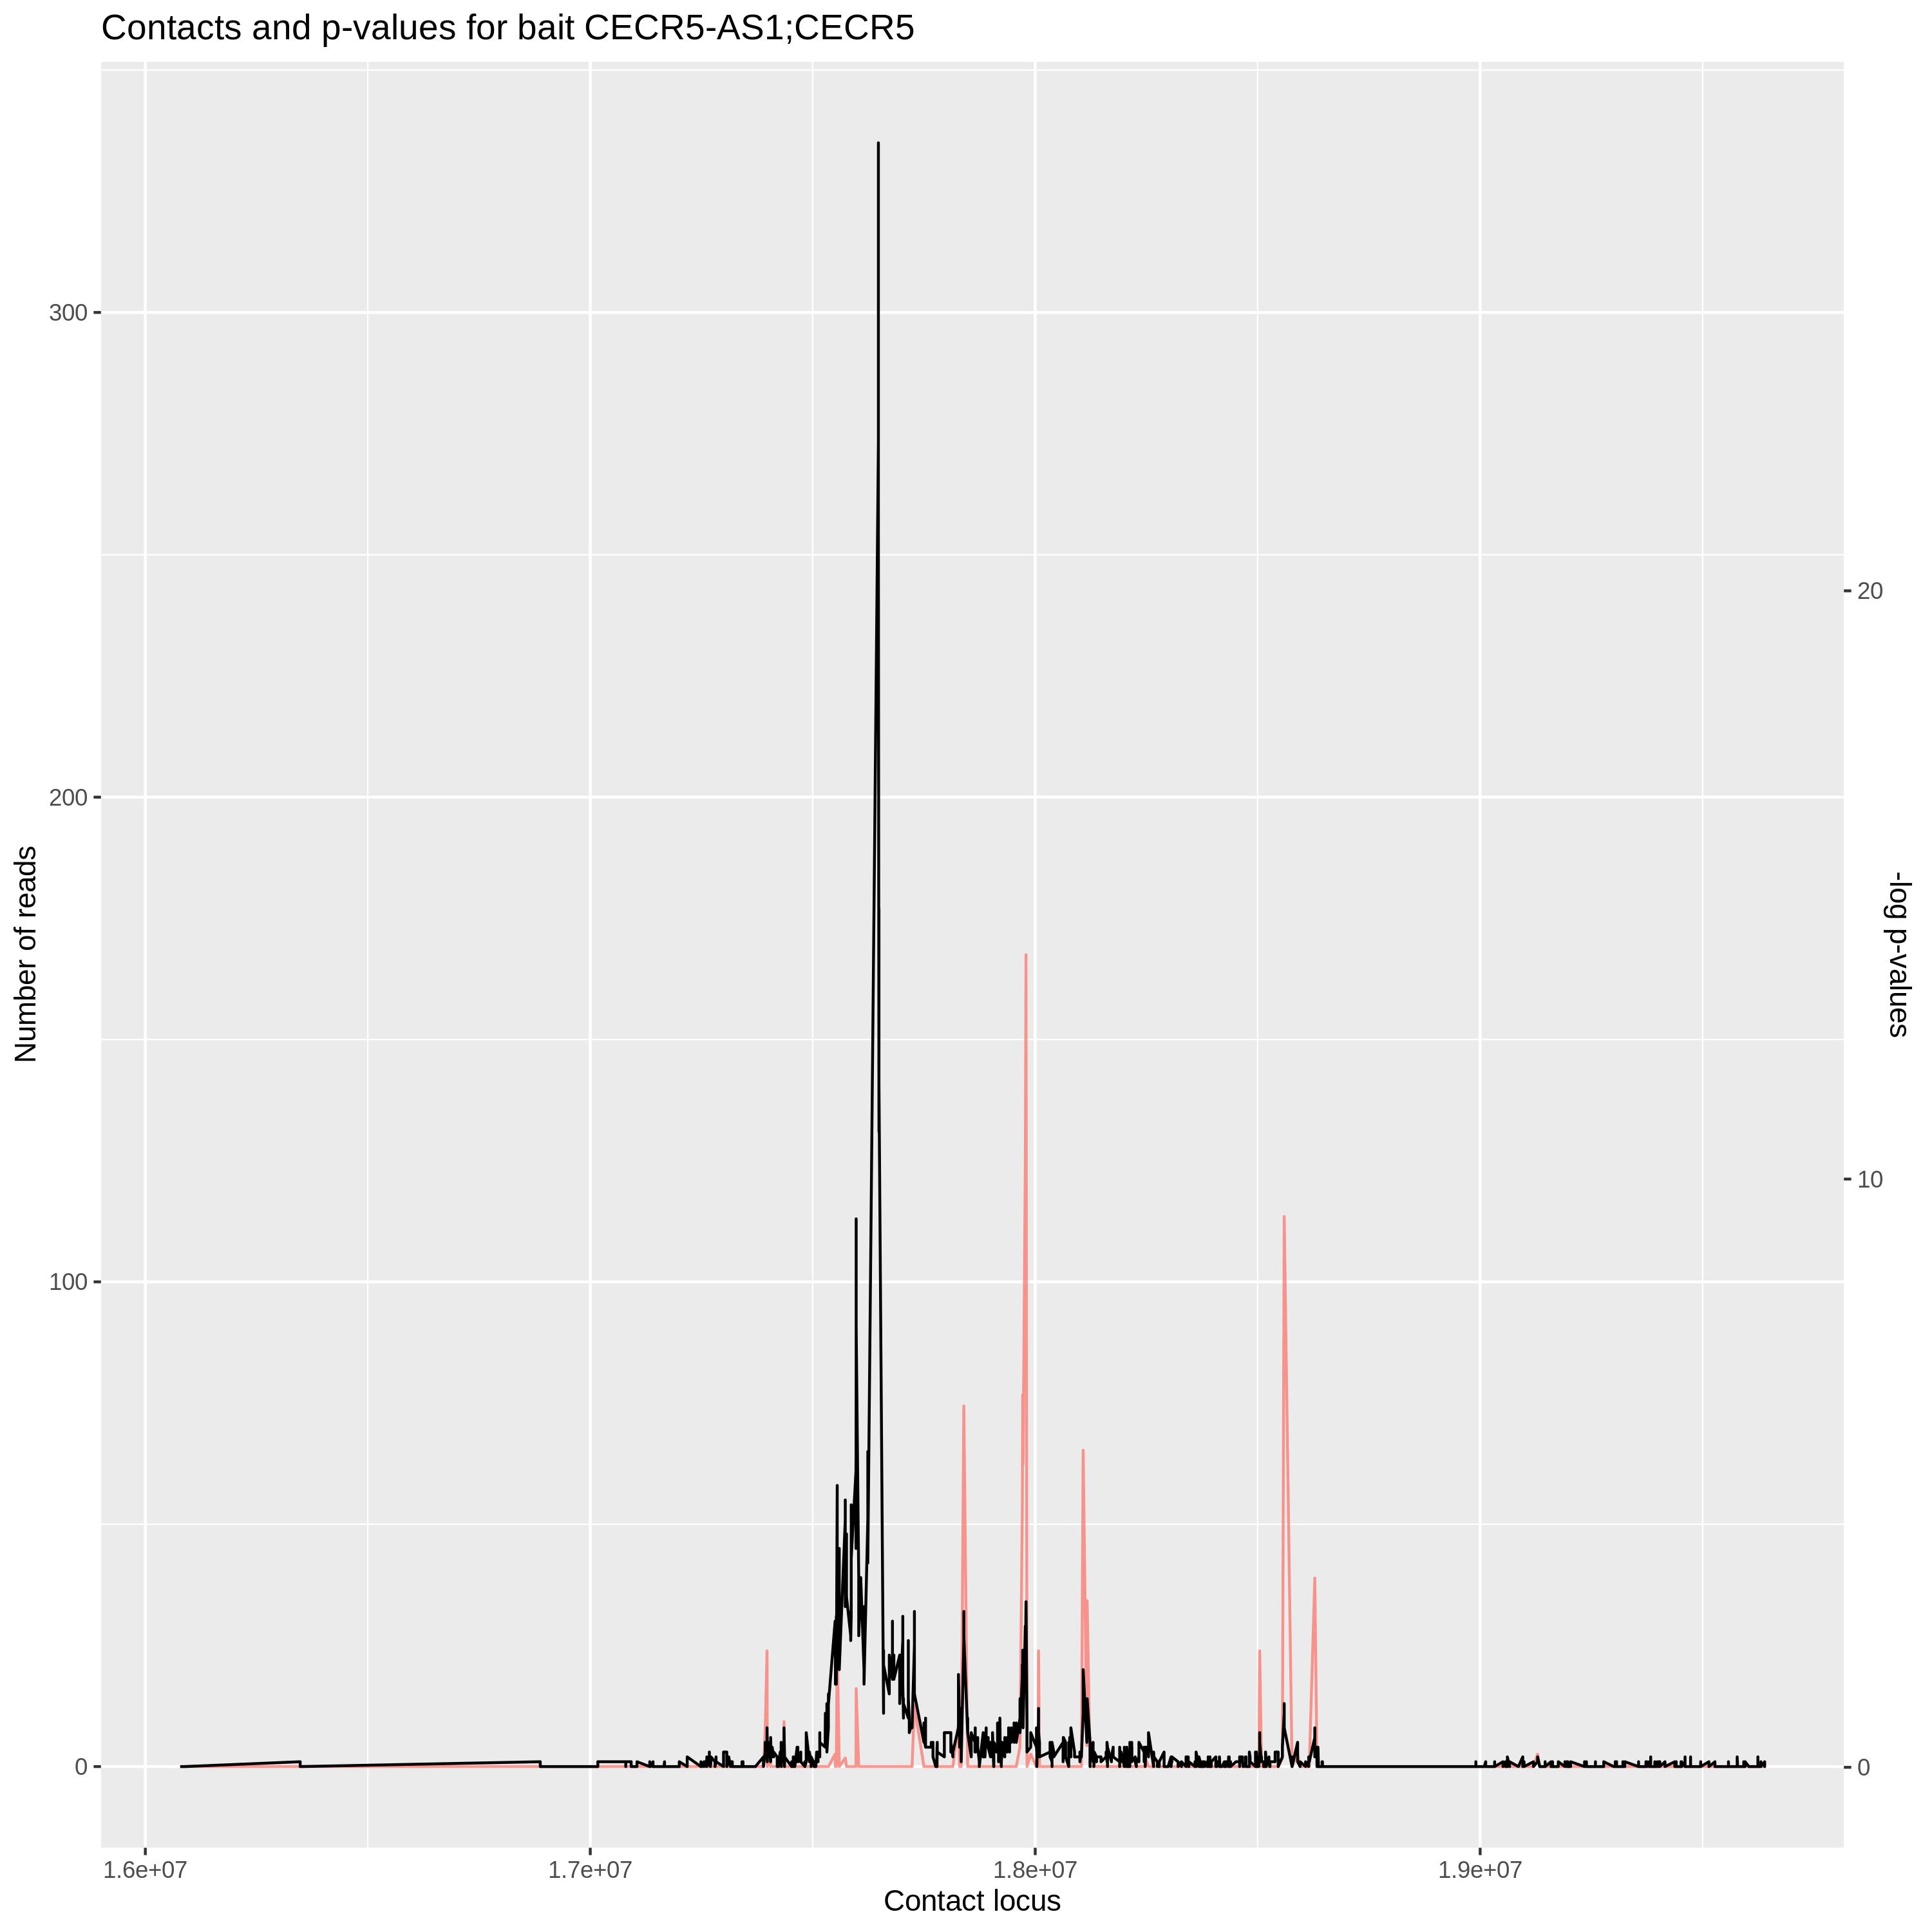 Contacts and p-values for bait CECR5-AS1;CECR5
300
200
100
0
Number of reads
20
10
0
-log p-values
1.6e+07
1.7e+07
1.8e+07
1.9e+07
Contact locus